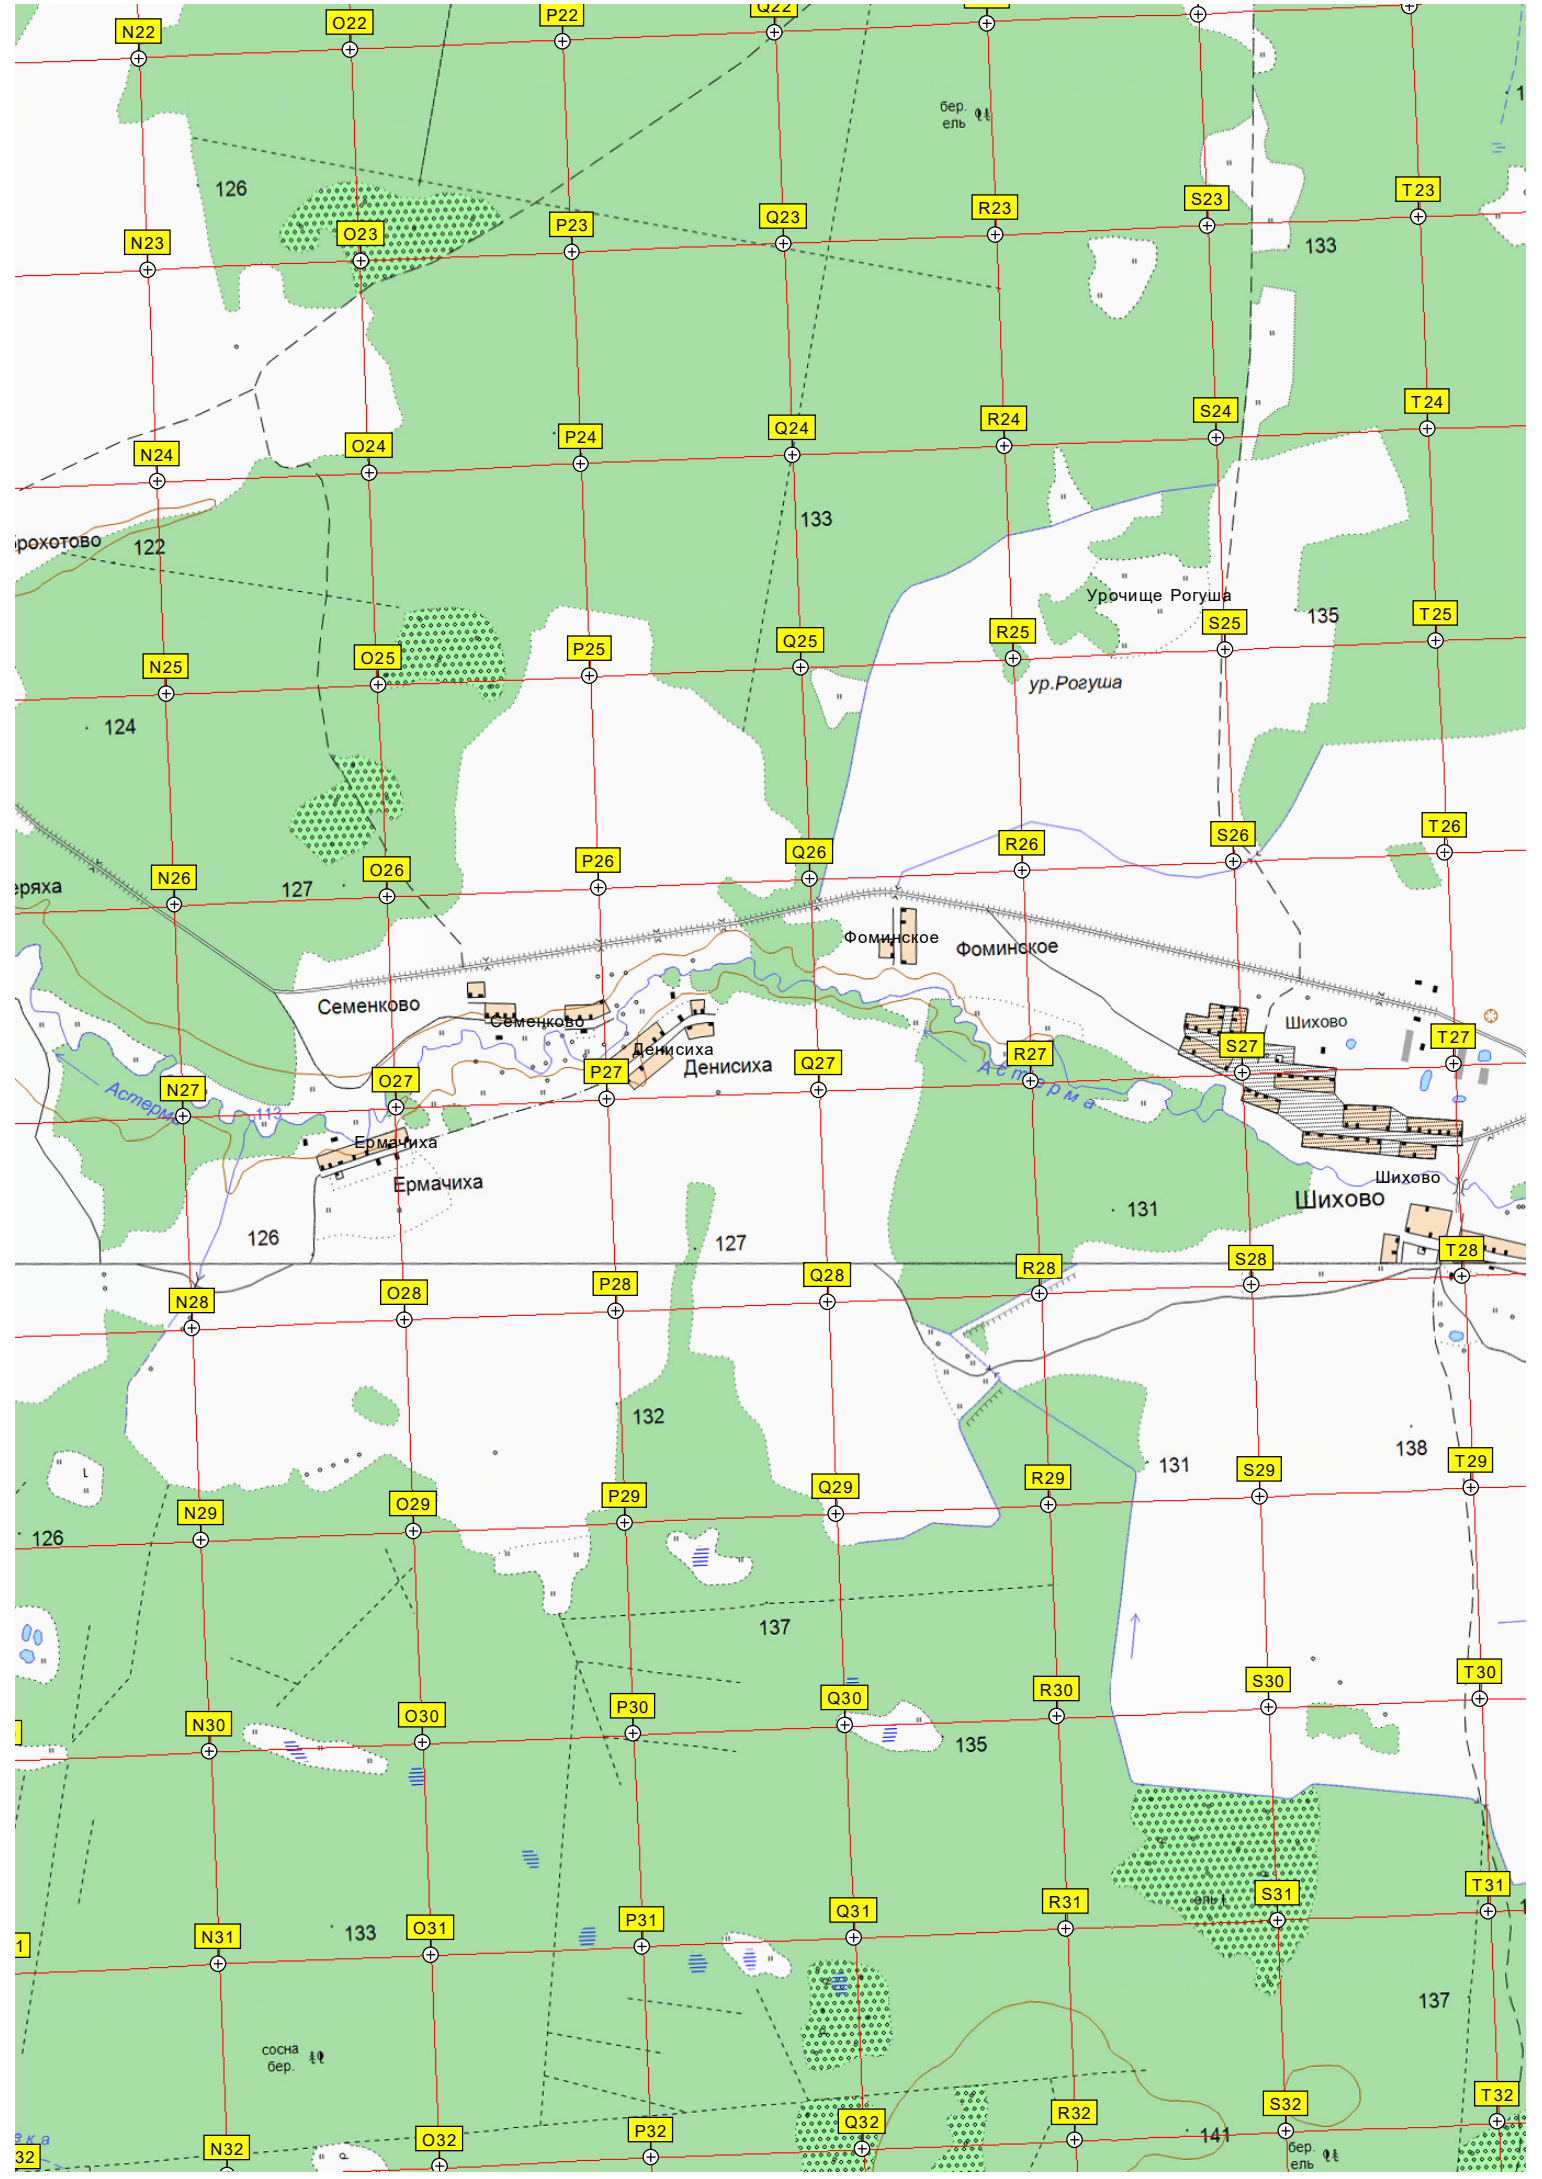 N22
O22
P22
Q22
бер.
ель
126
N23
O23
P23
Q23
R23
S23
T23
133
N24
O24
P24
Q24
R24
S24
T24
133
122
Урочище Рогуша
135
N25
O25
P25
Q25
R25
S25
T25
ур.Рогуша
124
N26
O26
P26
Q26
R26
S26
T26
127
Фоминское
Фоминское
Семенково
Семенково
Денисиха
Денисиха
Шихово
N27
O27
P27
Q27
R27
S27
T27
Астерма
113
Ермачиха
Ермачиха
Шихово
Шихово
126
127
131
N28
O28
P28
Q28
R28
S28
T28
132
131
138
N29
O29
P29
Q29
R29
S29
T29
126
137
N30
O30
P30
Q30
R30
S30
T30
135
N31
O31
P31
Q31
R31
S31
T31
133
137
сосна
бер.
N32
O32
P32
Q32
R32
S32
T32
141
бер.
ель